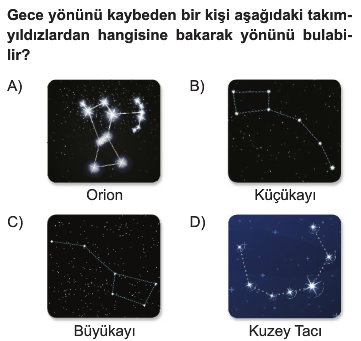 Gece yönünü kaybeden bir kişi aşağıdaki takım-
yıldızlardan hangisine bakarak yönünü bulabi-
lir?
A)
B)
Orion
Küçükayı
C)
D)
Büyükayı
Kuzey Tacı